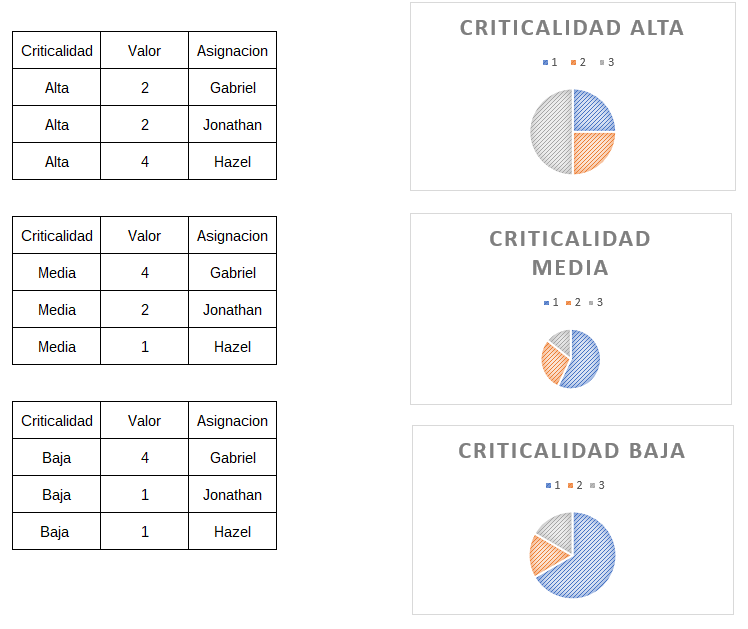 Criticalidad Valor Asignacion
Alta 2 Gabriel
Alta 2 Jonathan
Alta 4 Hazel
CRITICALIDAD ALTA
1 2 3
Criticalidad Valor Asignacion
Media 4 Gabriel
Media 2 Jonathan
Media 1 Hazel
CRITICALIDAD
MEDIA
1 2 3
Criticalidad Valor Asignacion
Baja 4 Gabriel
Baja 1 Jonathan
Baja 1 Hazel
CRITICALIDAD BAJA
1 2 3